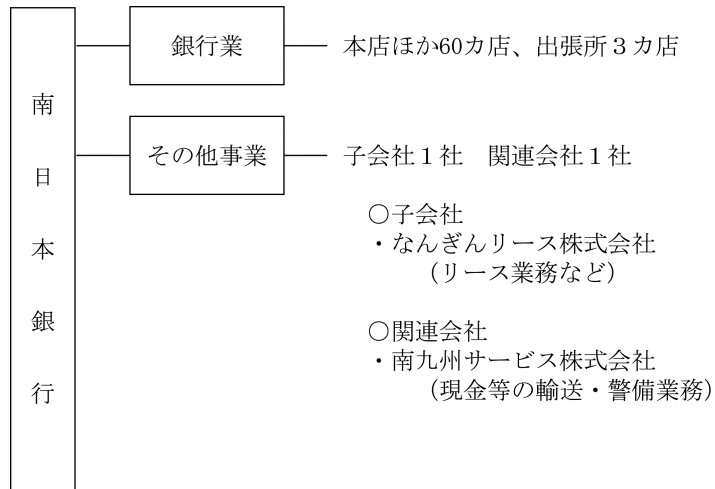 南日本銀行
銀行業
本店ほか60カ店、出張所３カ店
その他事業
子会社１社　関連会社１社
○子会社
・なんぎんリース株式会社
（リース業務など）
○関連会社
・南九州サービス株式会社
（現金等の輸送・警備業務）